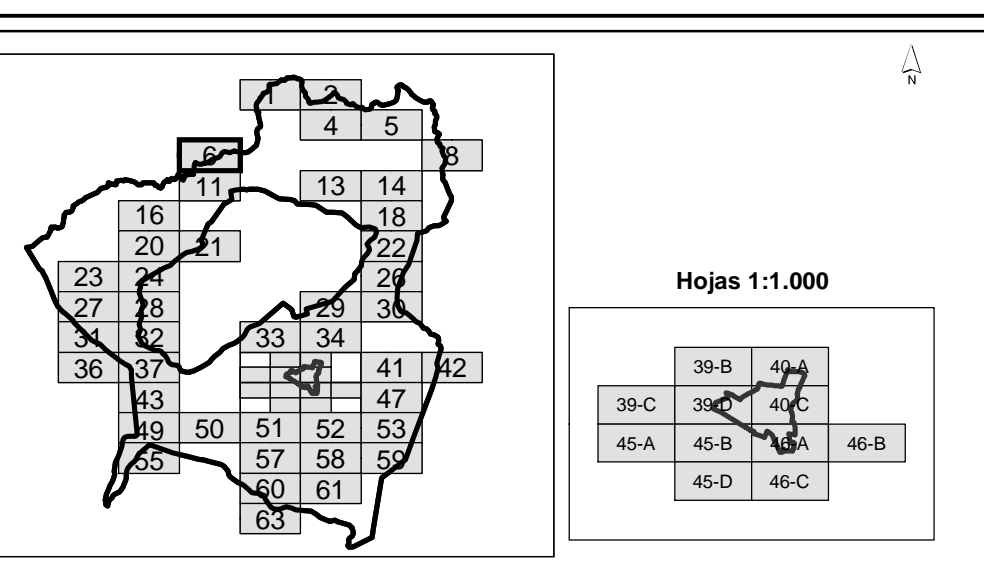 N
1 2
4 5
6 8
11 13 14
16 18
20 21 22
23 24 26
27 28 29 30
31 32 33 34
36 37 41 42
43 47
49 50 51 52 53
55 57 58 59
60 61
63
Hojas 1:1.000
39-B 40-A
39-C 39-D 40-C
45-A 45-B 46-A 46-B
45-D 46-C